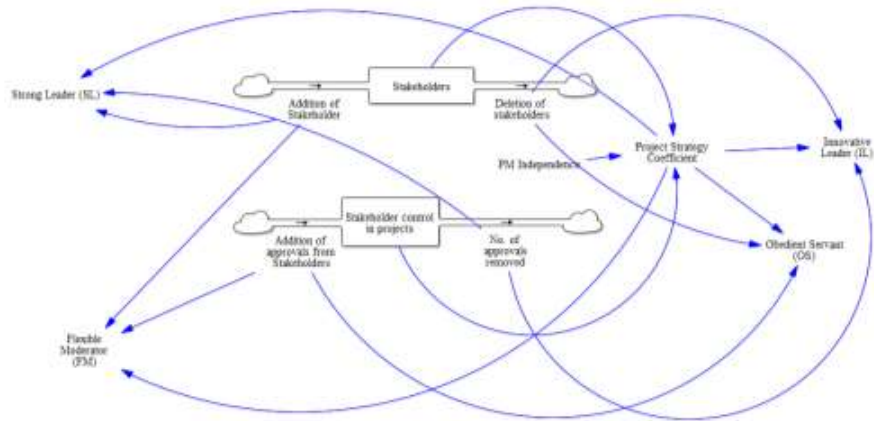 Strong Leader (SL)
Stakeholders
Addition of
Stakeholder
Deletion of
stakeholders
PM Independence
Project Strategy
Coefficient
Innovative
Leader (IL)
Stakeholder control
in projects
Addition of
approvals from
Stakeholders
No. of
approvals
removed
Obedient Servant
(OS)
Flexible
Moderator
(FM)